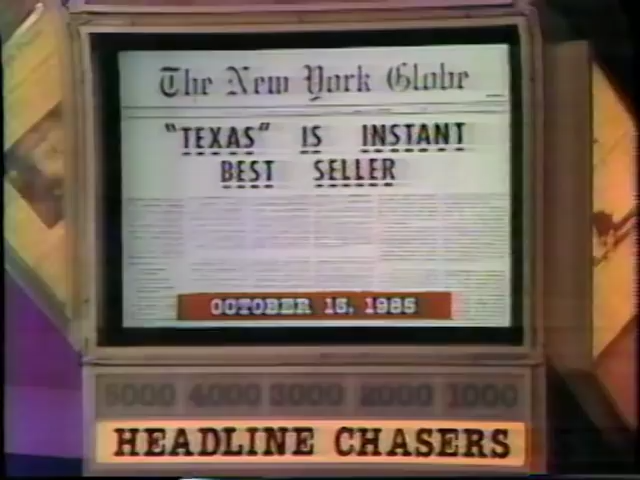 The New York Globe
"TEXAS" IS INSTANT
BEST SELLER
OCTOBER 15, 1985
5000 4000 3000 2000 1000
HEADLINE CHASERS